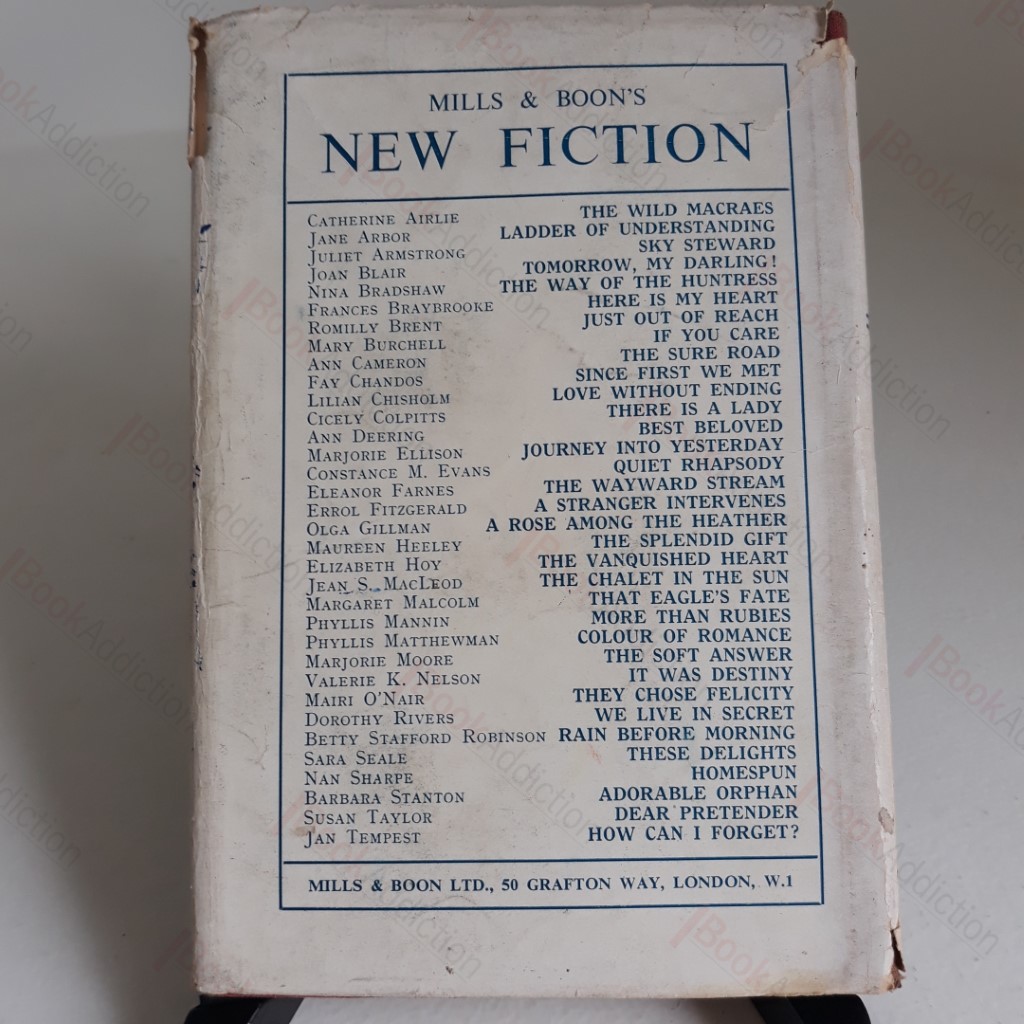 MILLS & BOON'S
NEW FICTION
CATHERINE AIRLIE THE WILD MACRAES
JANE ARBOR LADDER OF UNDERSTANDING
JULIET ARMSTRONG SKY STEWARD
JOAN BLAIR TOMORROW, MY DARLING!
NINA BRADSHAW THE WAY OF THE HUNTRESS
FRANCES BRAYBROOKE HERE IS MY HEART
ROMILLY BRENT JUST OUT OF REACH
MARY BURCHELL IF YOU CARE
ANN CAMERON THE SURE ROAD
FAY CHANDOS SINCE FIRST WE MET
LILIAN CHISHOLM LOVE WITHOUT ENDING
CICELY COLPITTS THERE IS A LADY
ANN DEERING BEST BELOVED
MARJORIE ELLISON JOURNEY INTO YESTERDAY
CONSTANCE M. EVANS QUIET RHAPSODY
ELEANOR FARNES THE WAYWARD STREAM
ERROL FITZGERALD A STRANGER INTERVENES
OLGA GILLMAN A ROSE AMONG THE HEATHER
MAUREEN HEELEY THE SPLENDID GIFT
ELIZABETH HOY THE VANQUISHED HEART
JEAN S. MACLEOD THE CHALET IN THE SUN
MARGARET MALCOLM THAT EAGLE'S FATE
PHYLLIS MANNIN MORE THAN RUBIES
PHYLLIS MATTHEWMAN COLOUR OF ROMANCE
MARJORIE MOORE THE SOFT ANSWER
VALERIE K. NELSON IT WAS DESTINY
MAIRI O'NAIR THEY CHOSE FELICITY
DOROTHY RIVERS WE LIVE IN SECRET
BETTY STAFFORD ROBINSON RAIN BEFORE MORNING
SARA SEALE THESE DELIGHTS
NAN SHARPE HOMESPUN
BARBARA STANTON ADORABLE ORPHAN
SUSAN TAYLOR DEAR PRETENDER
JAN TEMPEST HOW CAN I FORGET?
MILLS & BOON LTD., 50 GRAFTON WAY, LONDON, W.1
BookAddiction